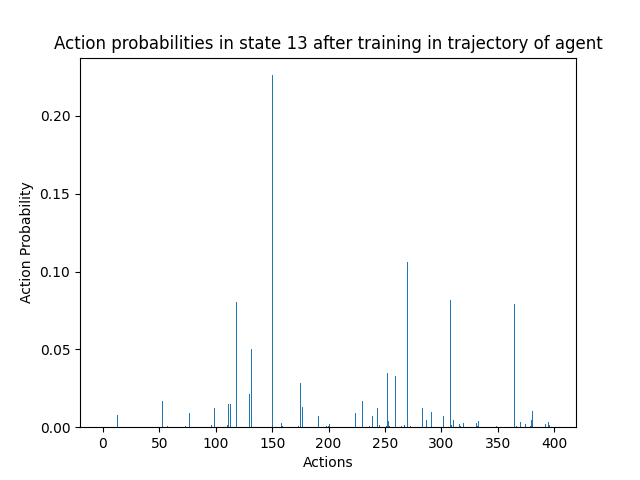 Action probabilities in state 13 after training in trajectory of agent
0.20
0.15
0.10
0.05
0.00
Action Probability
0 50 100 150 200 250 300 350 400
Actions